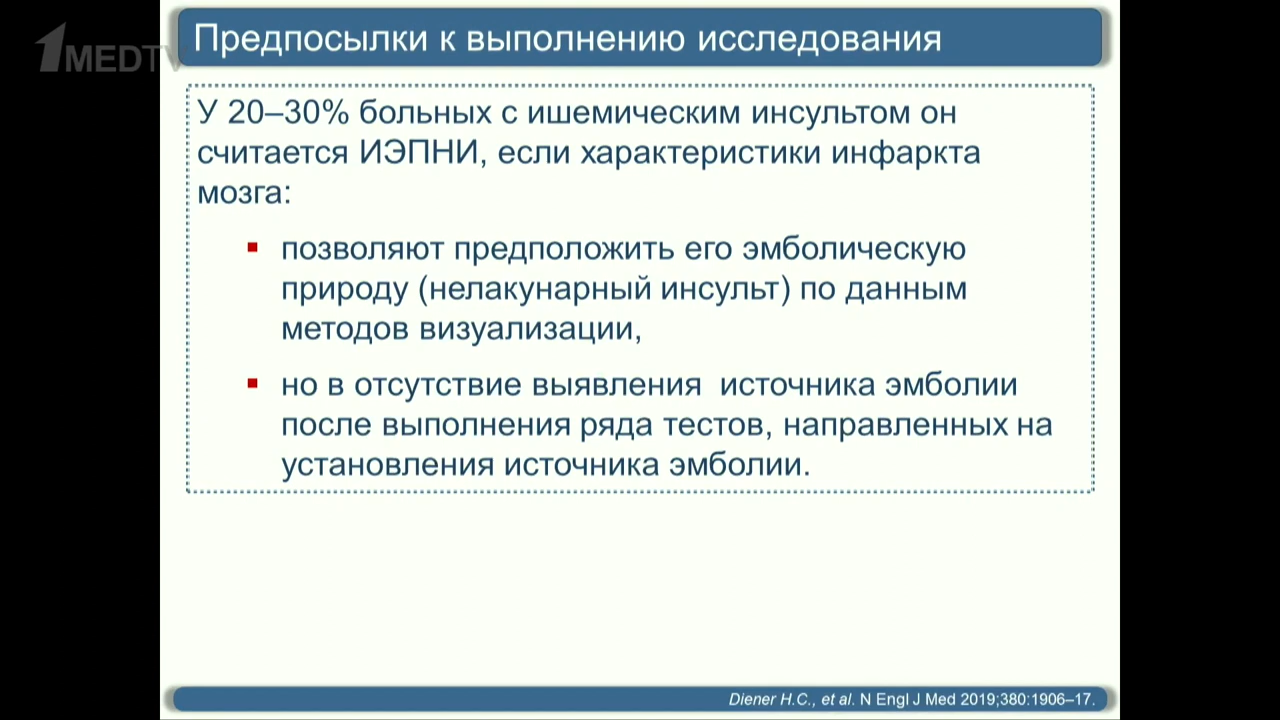 1MEDTV
Предпосылки к выполнению исследования
У 20–30% больных с ишемическим инсультом он
считается ИЭПНИ, если характеристики инфаркта
мозга:
▪ позволяют предположить его эмболическую
природу (нелакунарный инсульт) по данным
методов визуализации,
▪ но в отсутствие выявления источника эмболии
после выполнения ряда тестов, направленных на
установления источника эмболии.
Diener H.C., et al. N Engl J Med 2019;380:1906–17.